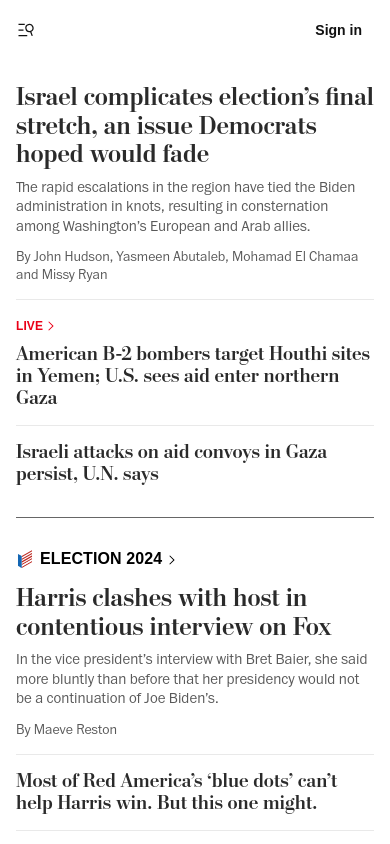 Sign in
Israel complicates election’s final
stretch, an issue Democrats
hoped would fade
The rapid escalations in the region have tied the Biden
administration in knots, resulting in consternation
among Washington’s European and Arab allies.
By John Hudson, Yasmeen Abutaleb, Mohamad El Chamaa
and Missy Ryan
LIVE
American B-2 bombers target Houthi sites
in Yemen; U.S. sees aid enter northern
Gaza
Israeli attacks on aid convoys in Gaza
persist, U.N. says
ELECTION 2024
Harris clashes with host in
contentious interview on Fox
In the vice president’s interview with Bret Baier, she said
more bluntly than before that her presidency would not
be a continuation of Joe Biden’s.
By Maeve Reston
Most of Red America’s ‘blue dots’ can’t
help Harris win. But this one might.